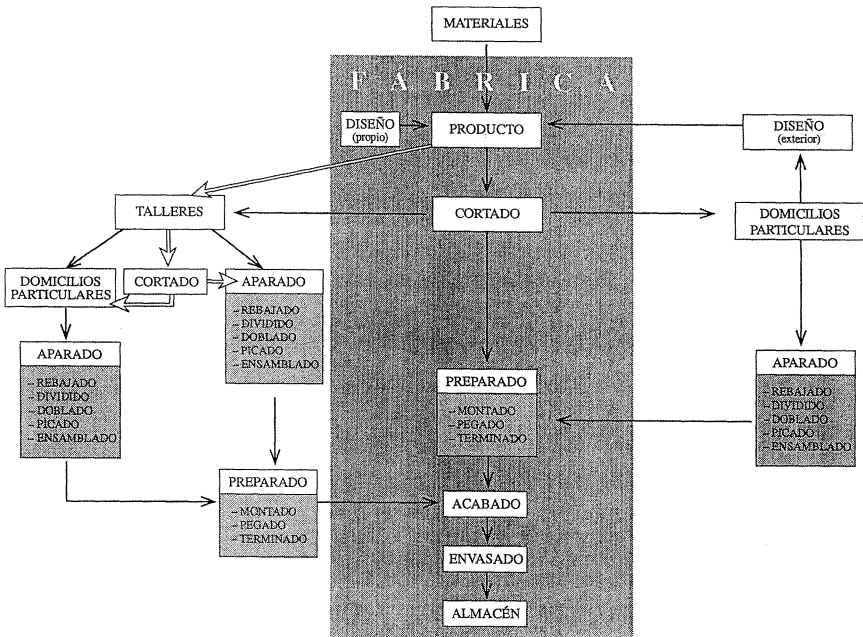 MATERIALES
FÁBRICA
DISEÑO
(propio)
PRODUCTO
DISEÑO
(exterior)
TALLERES
CORTADO
DOMICILIOS
PARTICULARES
DOMICILIOS
PARTICULARES
CORTADO
APARADO
– REBAJADO
– DIVIDIDO
– DOBLADO
– PICADO
– ENSAMBLADO
APARADO
– REBAJADO
– DIVIDIDO
– DOBLADO
– PICADO
– ENSAMBLADO
PREPARADO
– MONTADO
– PEGADO
– TERMINADO
APARADO
– REBAJADO
– DIVIDIDO
– DOBLADO
– PICADO
– ENSAMBLADO
PREPARADO
– MONTADO
– PEGADO
– TERMINADO
ACABADO
ENVASADO
ALMACÉN